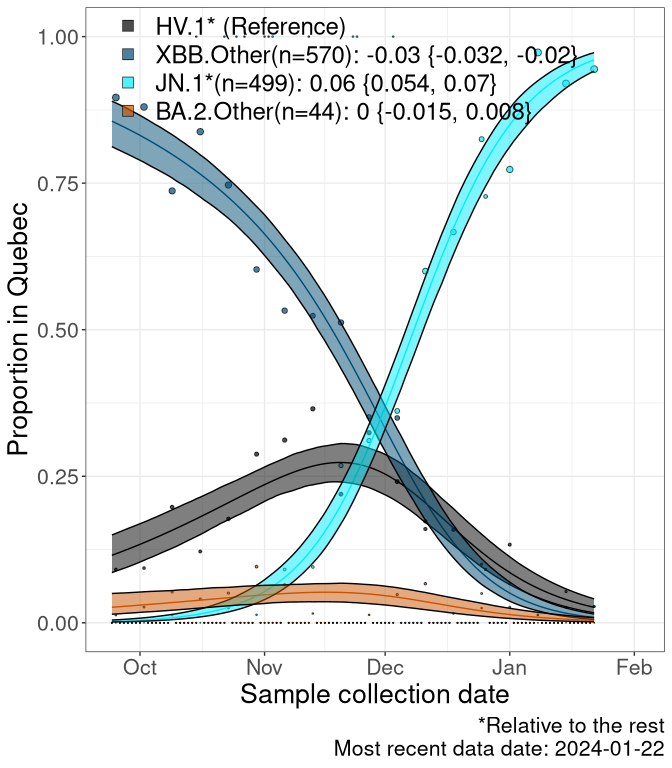 HV.1* (Reference)
XBB.Other(n=570): -0.03 {-0.032, -0.02}
JN.1*(n=499): 0.06 {0.054, 0.07}
BA.2.Other(n=44): 0 {-0.015, 0.008}
1.00
0.75
0.50
0.25
0.00
Proportion in Quebec
Oct Nov Dec Jan Feb
Sample collection date
*Relative to the rest
Most recent data date: 2024-01-22